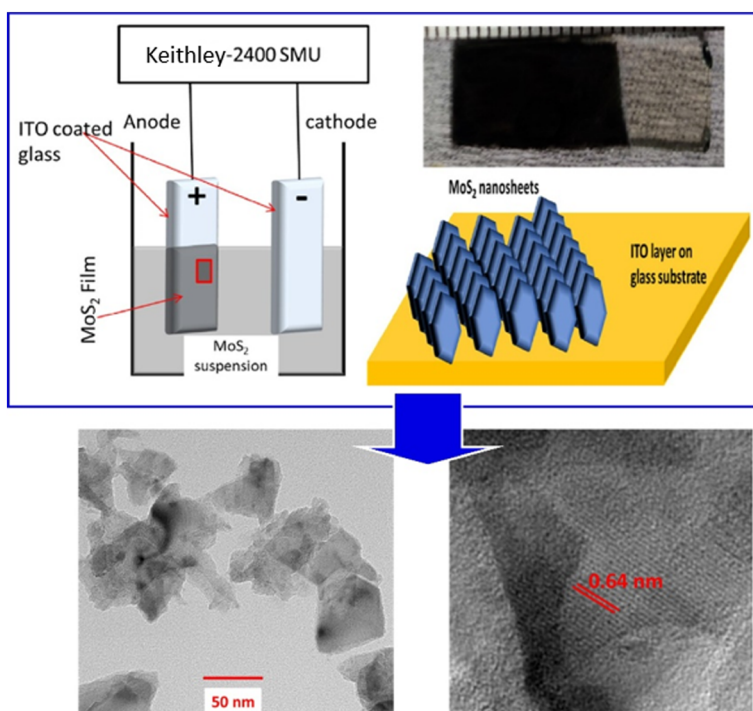 Keithley-2400 SMU
ITO coated
glass
Anode
cathode
+
-
MoS₂ Film
MoS₂
suspension
MoS₂ nanosheets
ITO layer on
glass substrate
50 nm
0.64 nm